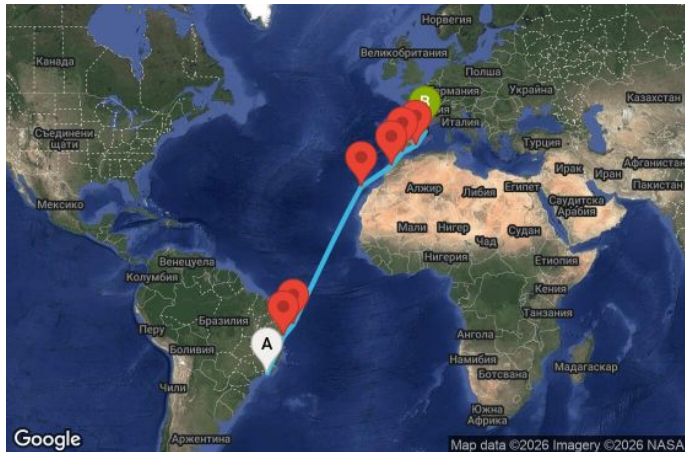 Норвегия
Канада
Великобритания
Полша
Германия
Украйна
Казахстан
B
Италия
Съединени
щати
Турция
Ирак
Афганистан
Иран
Пакистан
Алжир
Либия
Египет
Саудитска
Арабия
Мексико
Мали
Нигер
Судан
Чад
Венецуела
Нигерия
Етиопия
Колумбия
Кения
Бразилия
Танзания
Перу
Ангола
A
Боливия
Намибия
Мадагаскар
Ботсвана
Чили
Южна
Африка
Аржентина
Google
Map data ©2026 Imagery ©2026 NASA